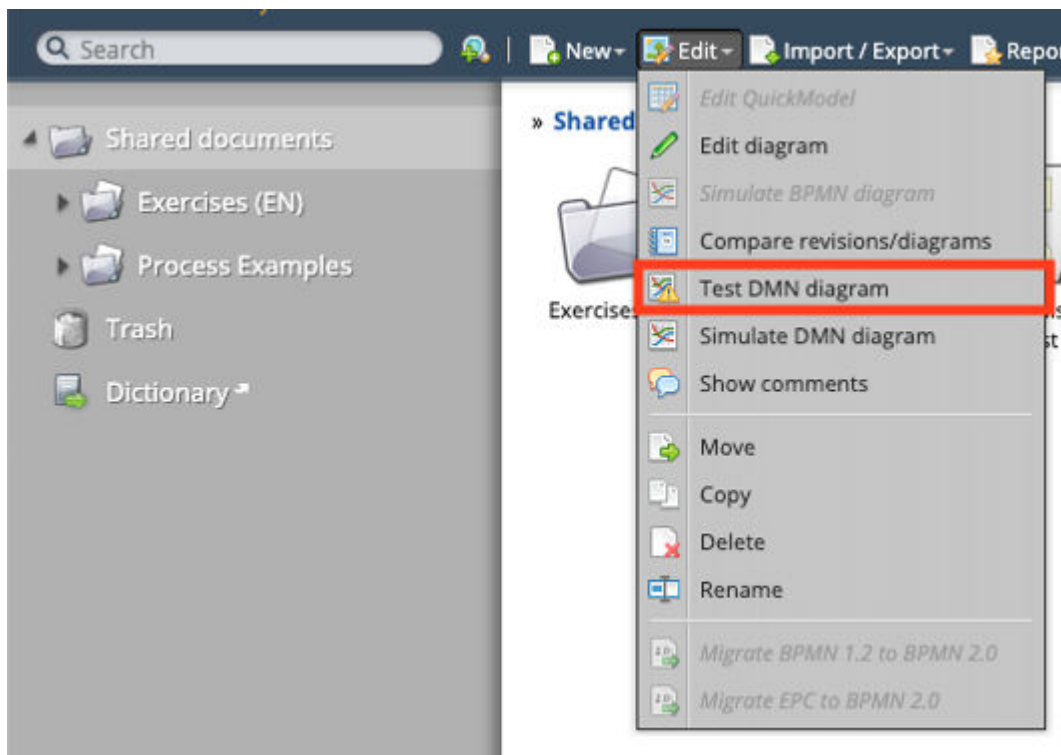 Search
New
Edit
Import / Export
Repor
Shared documents
Exercises (EN)
Process Examples
Trash
Dictionary
» Shared
Exercises
Edit QuickModel
Edit diagram
Simulate BPMN diagram
Compare revisions/diagrams
Test DMN diagram
Simulate DMN diagram
Show comments
Move
Copy
Delete
Rename
Migrate BPMN 1.2 to BPMN 2.0
Migrate EPC to BPMN 2.0